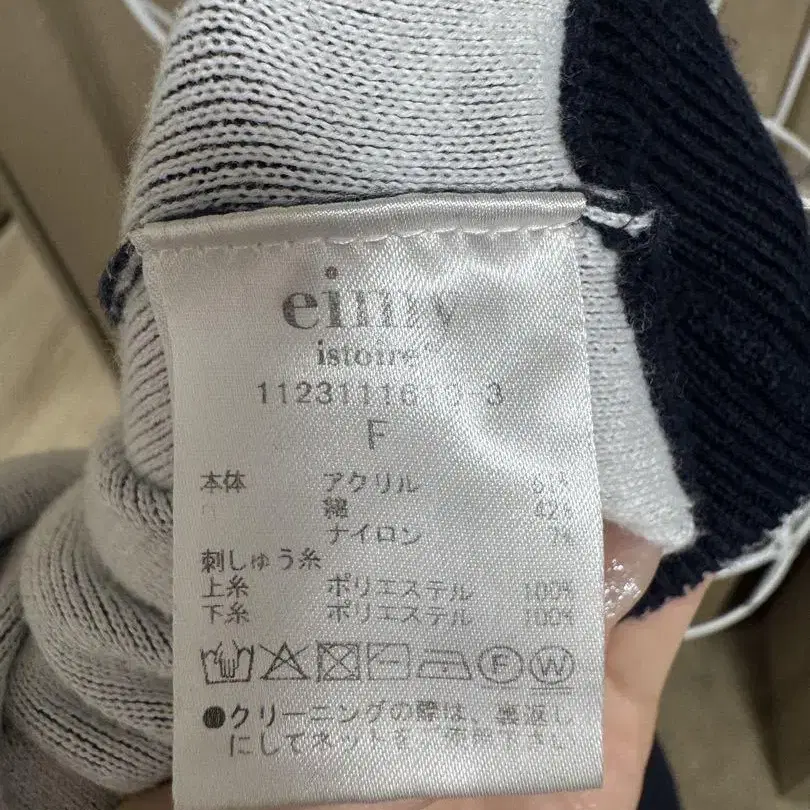 eimy
istoire
F
本体 アクリル
綿 42%
ナイロン 7%
刺しゅう糸
上糸 ポリエステル 100%
下糸 ポリエステル 100%
F W
●クリーニングの際は、裏返し
にしてネットを